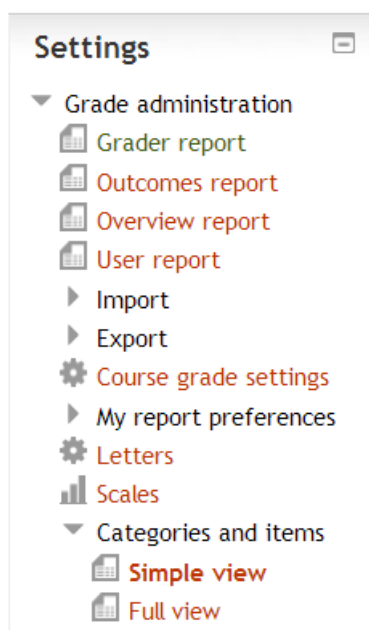 Settings
Grade administration
Grader report
Outcomes report
Overview report
User report
Import
Export
Course grade settings
My report preferences
Letters
Scales
Categories and items
Simple view
Full view